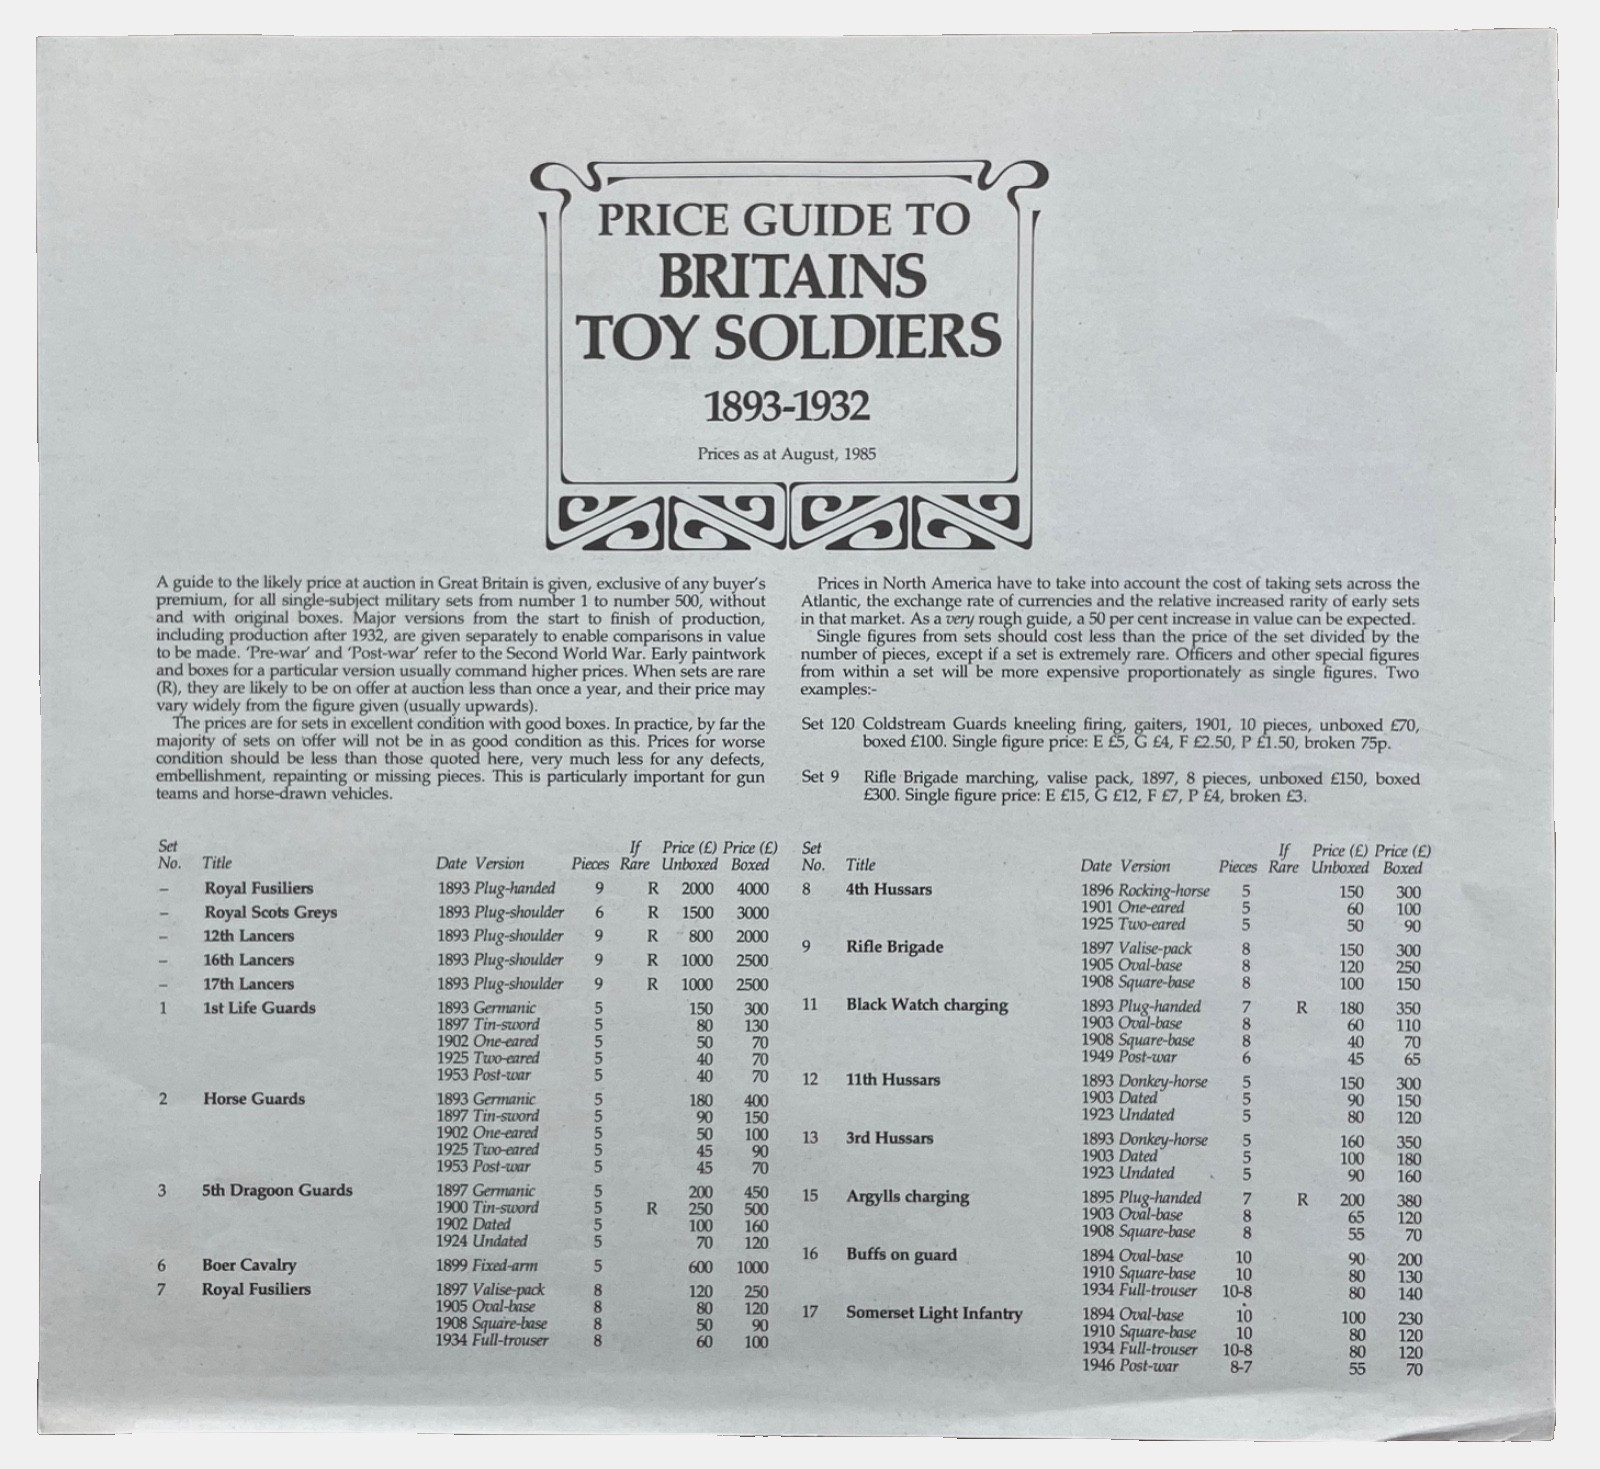 PRICE GUIDE TO
BRITAINS
TOY SOLDIERS
1893-1932
Prices as at August, 1985
A guide to the likely price at auction in Great Britain is given, exclusive of any buyer's
premium, for all single-subject military sets from number 1 to number 500, without
and with original boxes. Major versions from the start to finish of production,
including production after 1932, are given separately to enable comparisons in value
to be made. 'Pre-war' and 'Post-war' refer to the Second World War. Early paintwork
and boxes for a particular version usually command higher prices. When sets are rare
(R), they are likely to be on offer at auction less than once a year, and their price may
vary widely from the figure given (usually upwards).
The prices are for sets in excellent condition with good boxes. In practice, by far the
majority of sets on offer will not be in as good condition as this. Prices for worse
condition should be less than those quoted here, very much less for any defects,
embellishment, repainting or missing pieces. This is particularly important for gun
teams and horse-drawn vehicles.
Prices in North America have to take into account the cost of taking sets across the
Atlantic, the exchange rate of currencies and the relative increased rarity of early sets
in that market. As a very rough guide, a 50 per cent increase in value can be expected.
Single figures from sets should cost less than the price of the set divided by the
number of pieces, except if a set is extremely rare. Officers and other special figures
from within a set will be more expensive proportionately as single figures. Two
examples:-
Set 120 Coldstream Guards kneeling firing, gaiters, 1901, 10 pieces, unboxed £70,
boxed £100. Single figure price: E £5, G £4, F £2.50, P £1.50, broken 75p.
Set 9 Rifle Brigade marching, valise pack, 1897, 8 pieces, unboxed £150, boxed
£300. Single figure price: E £15, G £12, F £7, P £4, broken £3.
Set If Price (£) Price (£)
No. Title Date Version Pieces Rare Unboxed Boxed
– Royal Fusiliers 1893 Plug-handed 9 R 2000 4000
– Royal Scots Greys 1893 Plug-shoulder 6 R 1500 3000
– 12th Lancers 1893 Plug-shoulder 9 R 800 2000
– 16th Lancers 1893 Plug-shoulder 9 R 1000 2500
– 17th Lancers 1893 Plug-shoulder 9 R 1000 2500
1 1st Life Guards 1893 Germanic 5 150 300
1897 Tin-sword 5 80 130
1902 One-eared 5 50 70
1925 Two-eared 5 40 70
1953 Post-war 5 40 70
2 Horse Guards 1893 Germanic 5 180 400
1897 Tin-sword 5 90 150
1902 One-eared 5 50 100
1925 Two-eared 5 45 90
1953 Post-war 5 45 70
3 5th Dragoon Guards 1897 Germanic 5 200 450
1900 Tin-sword 5 R 250 500
1902 Dated 5 100 160
1924 Undated 5 70 120
6 Boer Cavalry 1899 Fixed-arm 5 600 1000
7 Royal Fusiliers 1897 Valise-pack 8 120 250
1905 Oval-base 8 80 120
1908 Square-base 8 50 90
1934 Full-trouser 8 60 100
Set If Price (£) Price (£)
No. Title Date Version Pieces Rare Unboxed Boxed
8 4th Hussars 1896 Rocking-horse 5 150 300
1901 One-eared 5 60 100
1925 Two-eared 5 50 90
9 Rifle Brigade 1897 Valise-pack 8 150 300
1905 Oval-base 8 120 250
1908 Square-base 8 100 150
11 Black Watch charging 1893 Plug-handed 7 R 180 350
1903 Oval-base 8 60 110
1908 Square-base 8 40 70
1949 Post-war 6 45 65
12 11th Hussars 1893 Donkey-horse 5 150 300
1903 Dated 5 90 150
1923 Undated 5 80 120
13 3rd Hussars 1893 Donkey-horse 5 160 350
1903 Dated 5 100 180
1923 Undated 5 90 160
15 Argylls charging 1895 Plug-handed 7 R 200 380
1903 Oval-base 8 65 120
1908 Square-base 8 55 70
16 Buffs on guard 1894 Oval-base 10 90 200
1910 Square-base 10 80 130
1934 Full-trouser 10-8 80 140
17 Somerset Light Infantry 1894 Oval-base 10 100 230
1910 Square-base 10 80 120
1934 Full-trouser 10-8 80 120
1946 Post-war 8-7 55 70